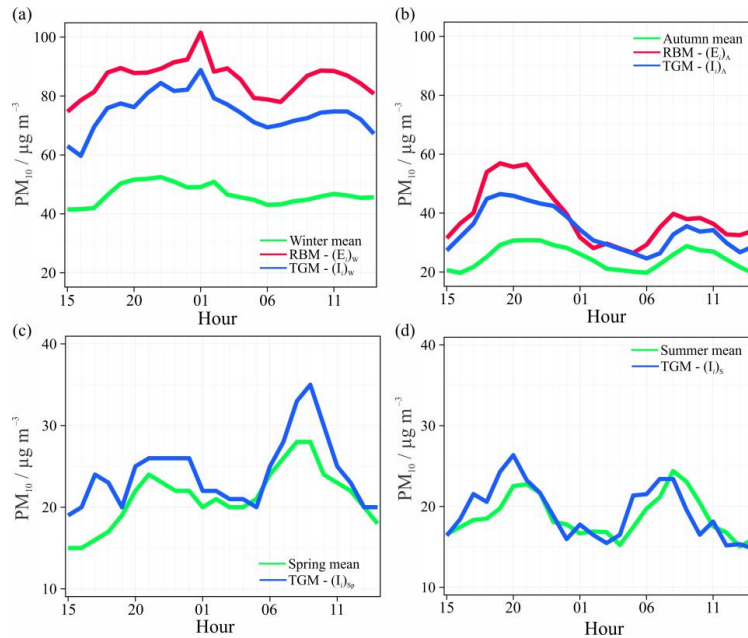 (a)
100
80
60
40
20
PM₁₀ / µg m⁻³
Winter mean
RBM - (Eᵢ)w
TGM - (Iᵢ)w
15 20 01 06 11
Hour
(b)
100
80
60
40
20
PM₁₀ / µg m⁻³
Autumn mean
RBM - (Eᵢ)A
TGM - (Iᵢ)A
15 20 01 06 11
Hour
(c)
40
30
20
10
PM₁₀ / µg m⁻³
Spring mean
TGM - (Iᵢ)Sp
15 20 01 06 11
Hour
(d)
40
30
20
10
PM₁₀ / µg m⁻³
Summer mean
TGM - (Iᵢ)S
15 20 01 06 11
Hour